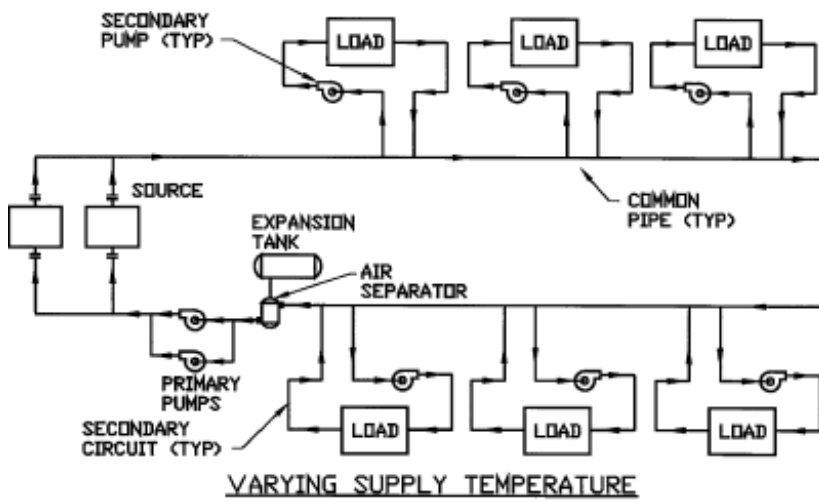 SECONDARY
PUMP (TYP)
LOAD
LOAD
LOAD
SOURCE
COMMON
PIPE (TYP)
EXPANSION
TANK
AIR
SEPARATOR
PRIMARY
PUMPS
SECONDARY
CIRCUIT (TYP)
LOAD
LOAD
LOAD
VARYING SUPPLY TEMPERATURE